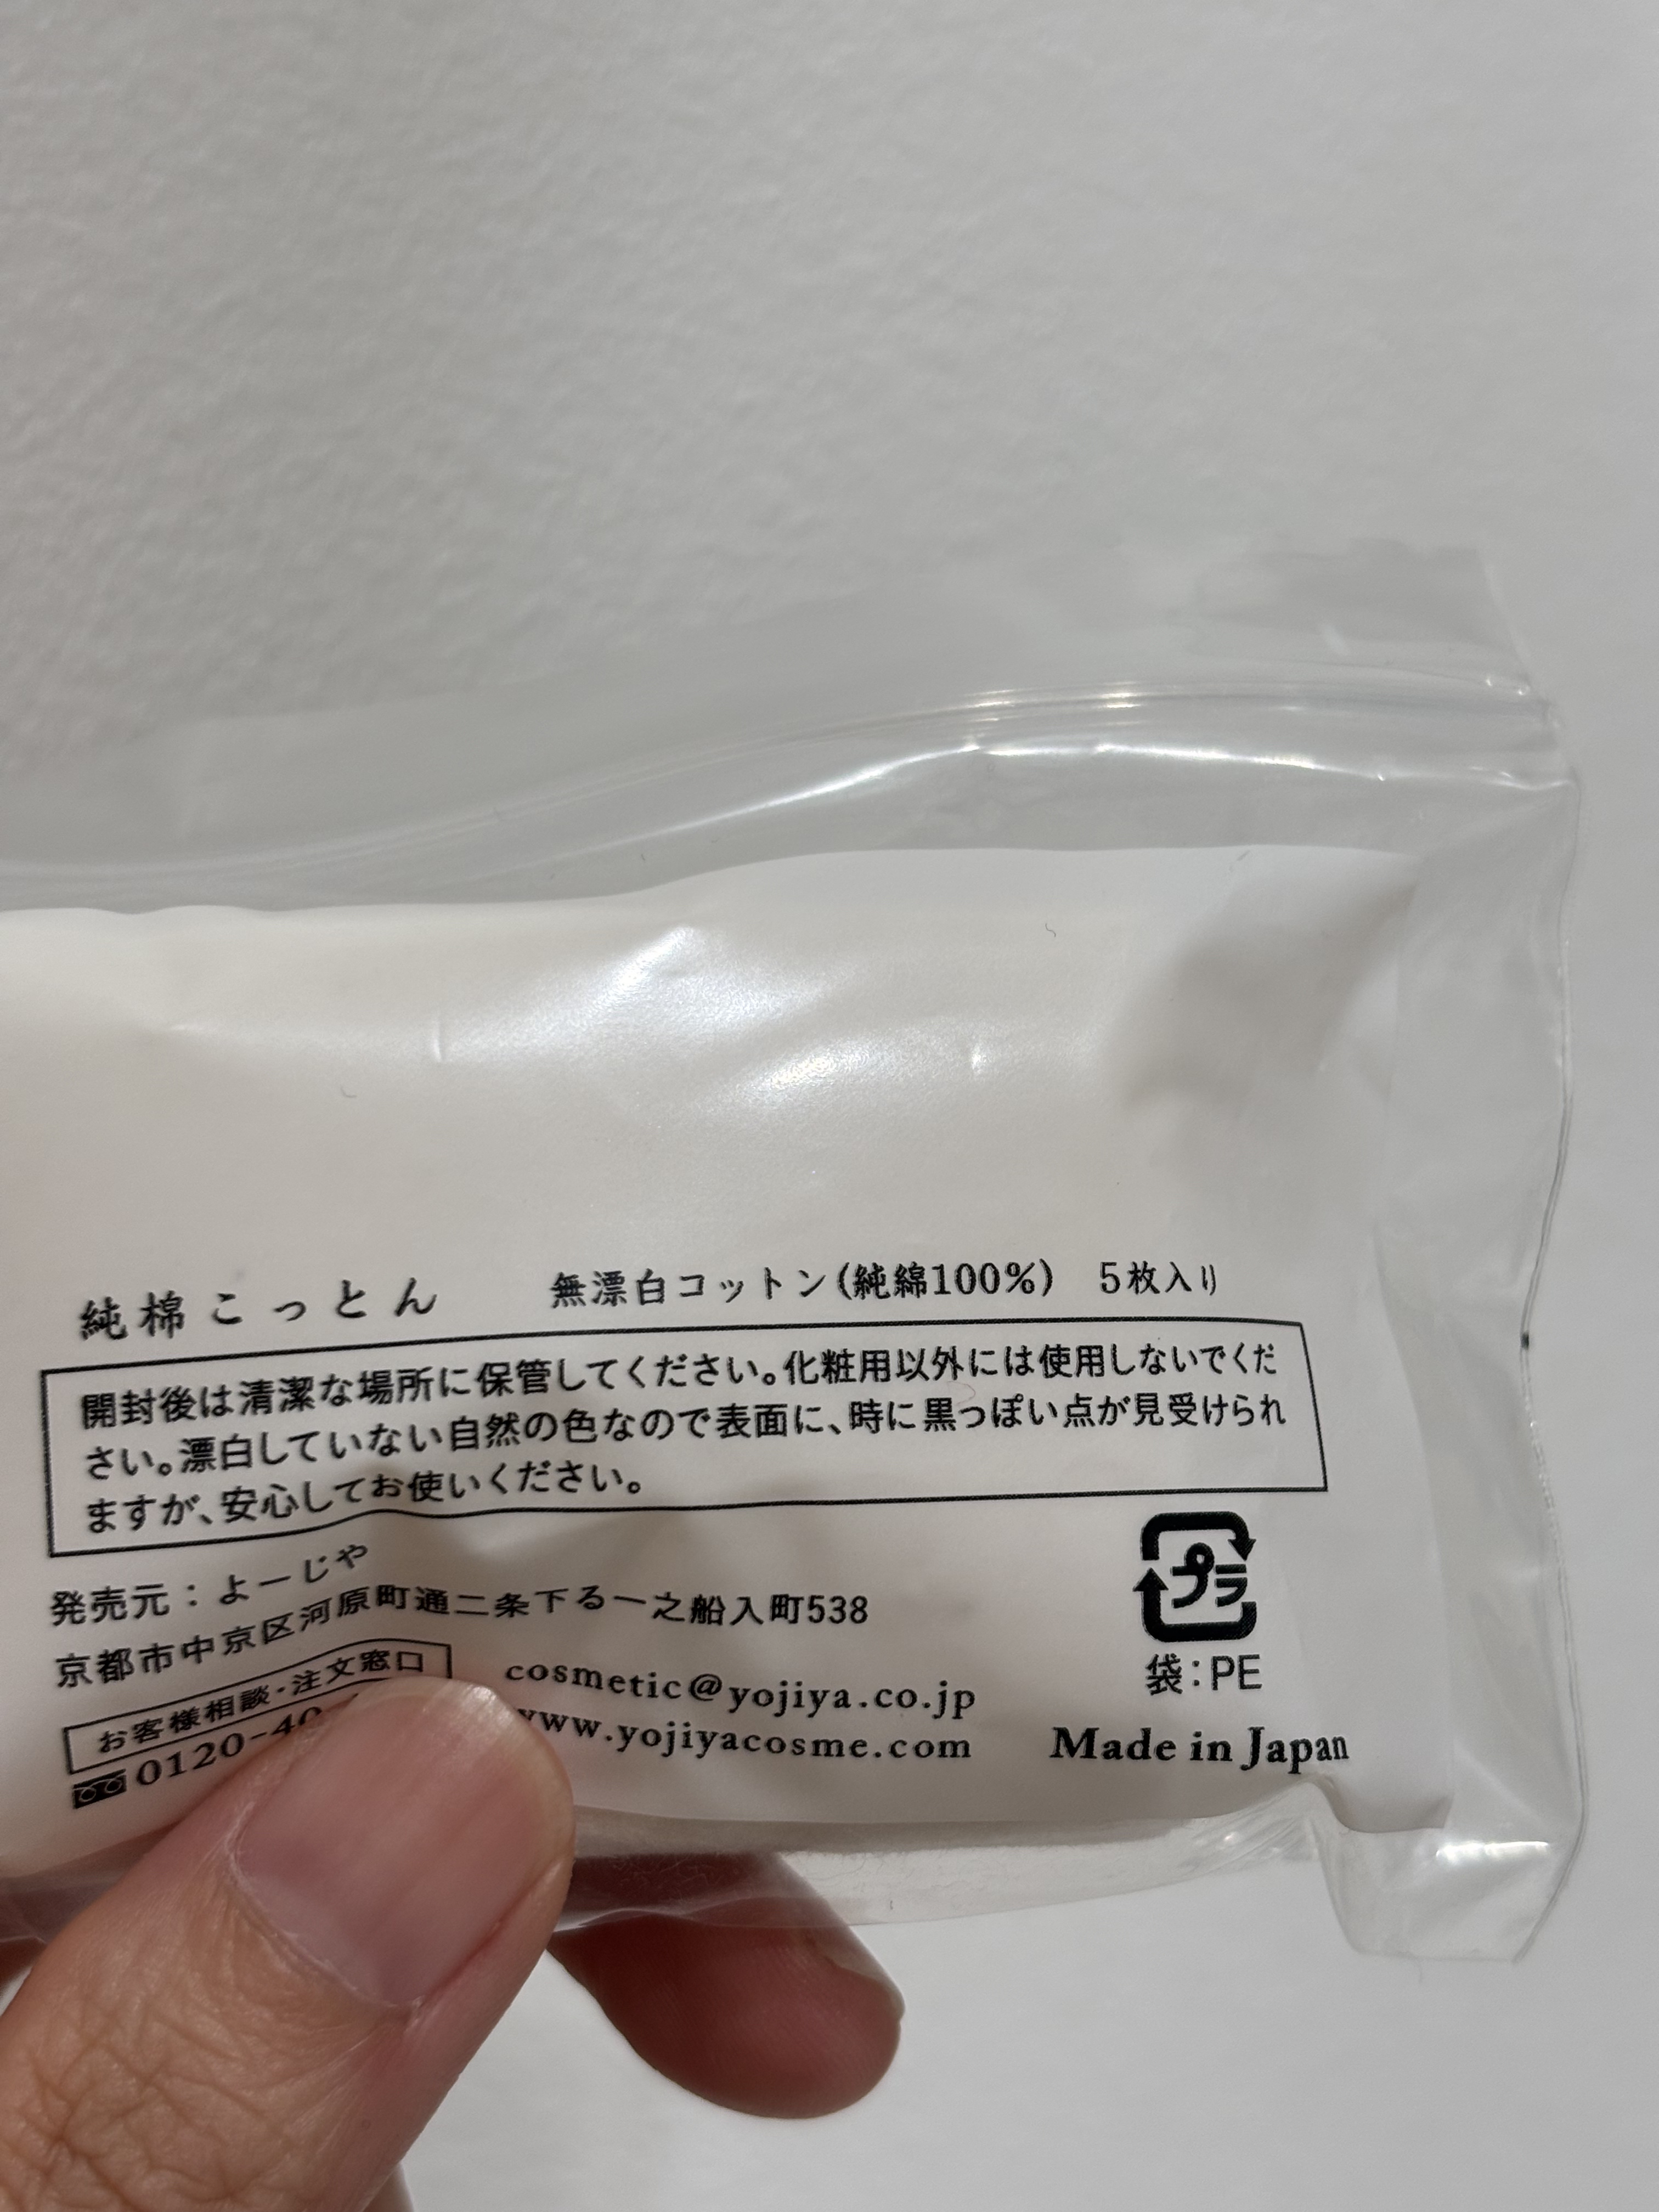 純棉こっとん 無漂白コットン(純綿100%) 5枚入り
開封後は清潔な場所に保管してください。化粧用以外には使用しないでくだ
さい。漂白していない自然の色なので表面に、時に黒っぽい点が見受けられ
ますが、安心してお使いください。
発売元：よーじや
京都市中京区河原町通二条下る一之船入町538
お客様相談・注文窓口
0120-40
cosmetic@yojiya.co.jp
www.yojiyacosme.com
プラ
袋：PE
Made in Japan